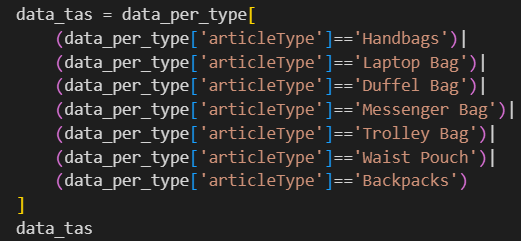 data_tas = data_per_type[
    (data_per_type['articleType']=='Handbags')|
    (data_per_type['articleType']=='Laptop Bag')|
    (data_per_type['articleType']=='Duffel Bag')|
    (data_per_type['articleType']=='Messenger Bag')|
    (data_per_type['articleType']=='Trolley Bag')|
    (data_per_type['articleType']=='Waist Pouch')|
    (data_per_type['articleType']=='Backpacks')
]
data_tas